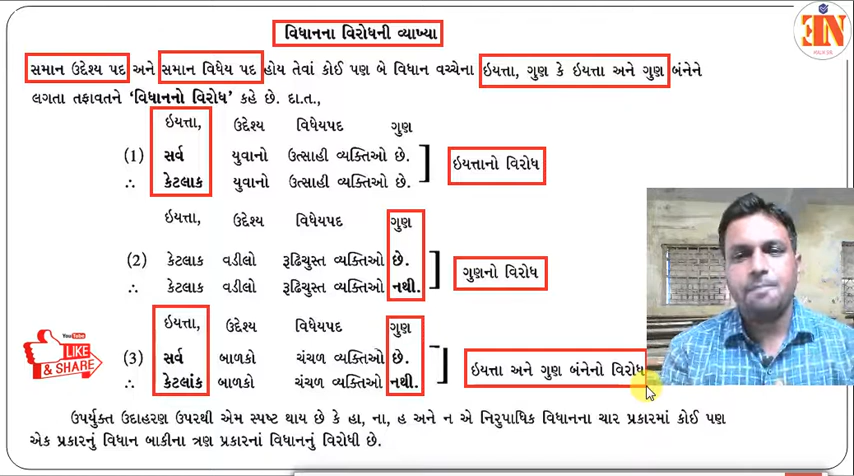 વિધાનના વિરોધની વ્યાખ્યા
સમાન ઉદ્દેશ્ય પદ અને સમાન વિધેય પદ હોય તેવાં કોઈ પણ બે વિધાન વચ્ચેના ઇયત્તા, ગુણ કે ઇયત્તા અને ગુણ બંનેને
લગતા તફાવતને ‘વિધાનનો વિરોધ’ કહે છે. દા.ત.,
ઇયત્તા, ઉદ્દેશ્ય વિધેયપદ ગુણ
(1) સર્વ યુવાનો ઉત્સાહી વ્યક્તિઓ છે. ] ઇયત્તાનો વિરોધ
∴ કેટલાક યુવાનો ઉત્સાહી વ્યક્તિઓ છે.
ઇયત્તા, ઉદ્દેશ્ય વિધેયપદ ગુણ
(2) કેટલાક વડીલો રૂઢિચુસ્ત વ્યક્તિઓ છે. ] ગુણનો વિરોધ
∴ કેટલાક વડીલો રૂઢિચુસ્ત વ્યક્તિઓ નથી.
ઇયત્તા, ઉદ્દેશ્ય વિધેયપદ ગુણ
(3) સર્વ બાળકો ચંચળ વ્યક્તિઓ છે. ] ઇયત્તા અને ગુણ બંનેનો વિરોધ
∴ કેટલાંક બાળકો ચંચળ વ્યક્તિઓ નથી.
You Tube
LIKE
& SHARE
ઉપર્યુક્ત ઉદાહરણ ઉપરથી એમ સ્પષ્ટ થાય છે કે હા, ના, હ અને ન એ નિરુપાધિક વિધાનના ચાર પ્રકારમાં કોઈ પણ
એક પ્રકારનું વિધાન બાકીના ત્રણ પ્રકારનાં વિધાનનું વિરોધી છે.